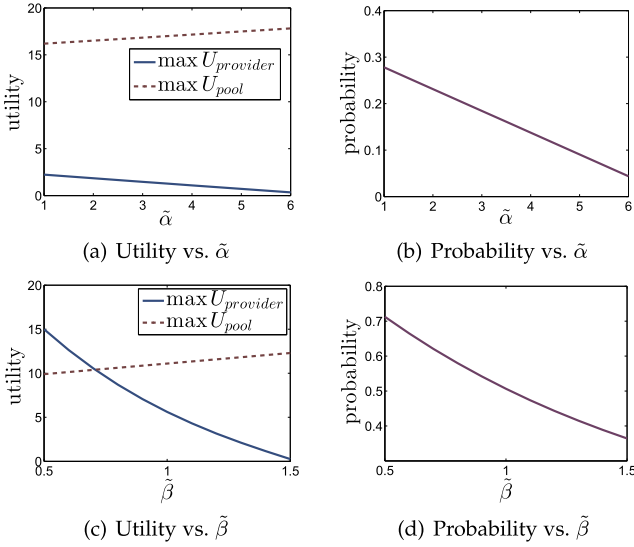 20
15
10
5
0
utility
max U_provider
max U_pool
1 2 3 4 5 6
α̃
(a) Utility vs. α̃
0.4
0.3
0.2
0.1
0
probability
1 2 3 4 5 6
α̃
(b) Probability vs. α̃
20
15
10
5
0
utility
max U_provider
max U_pool
0.5 1 1.5
β̃
(c) Utility vs. β̃
0.8
0.7
0.6
0.5
0.4
probability
0.5 1 1.5
β̃
(d) Probability vs. β̃